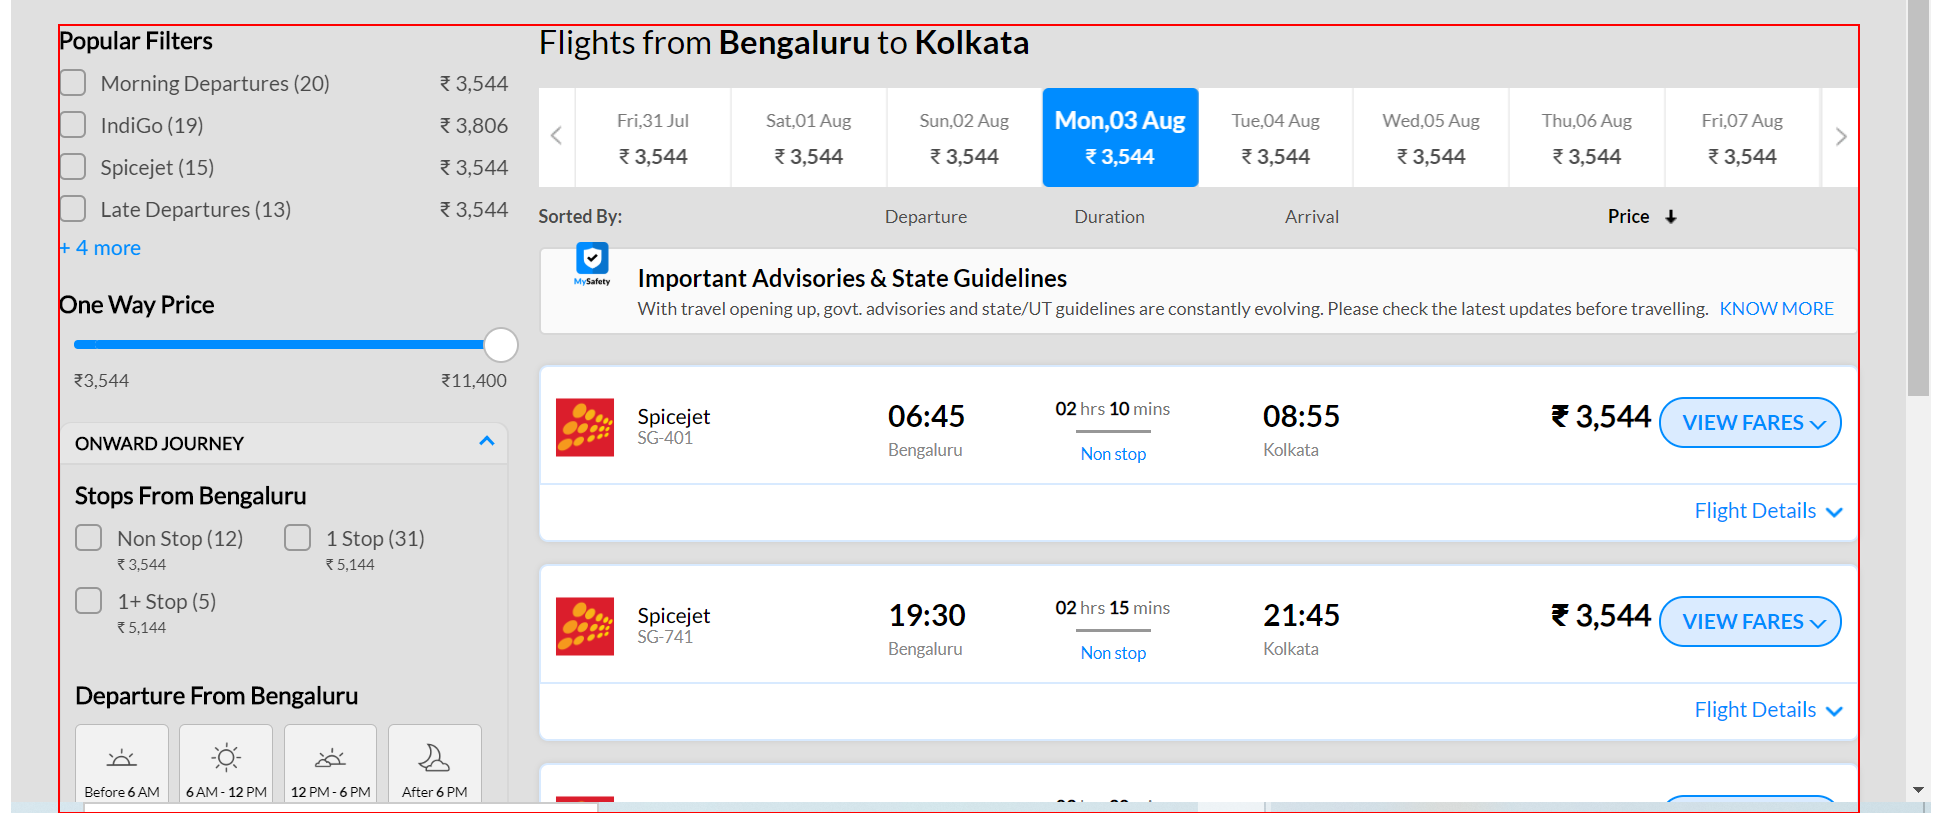 Popular Filters
Morning Departures (20) ₹ 3,544
IndiGo (19) ₹ 3,806
Spicejet (15) ₹ 3,544
Late Departures (13) ₹ 3,544
+ 4 more
One Way Price
₹3,544 ₹11,400
ONWARD JOURNEY
Stops From Bengaluru
Non Stop (12) 1 Stop (31)
₹ 3,544 ₹ 5,144
1+ Stop (5)
₹ 5,144
Departure From Bengaluru
Before 6 AM 6 AM - 12 PM 12 PM - 6 PM After 6 PM
Flights from Bengaluru to Kolkata
Fri,31 Jul Sat,01 Aug Sun,02 Aug Mon,03 Aug Tue,04 Aug Wed,05 Aug Thu,06 Aug Fri,07 Aug
₹ 3,544 ₹ 3,544 ₹ 3,544 ₹ 3,544 ₹ 3,544 ₹ 3,544 ₹ 3,544 ₹ 3,544
Sorted By: Departure Duration Arrival Price
MySafety
Important Advisories & State Guidelines
With travel opening up, govt. advisories and state/UT guidelines are constantly evolving. Please check the latest updates before travelling. KNOW MORE
Spicejet 06:45 02 hrs 10 mins 08:55 ₹ 3,544 VIEW FARES
SG-401 Bengaluru Non stop Kolkata
Flight Details
Spicejet 19:30 02 hrs 15 mins 21:45 ₹ 3,544 VIEW FARES
SG-741 Bengaluru Non stop Kolkata
Flight Details